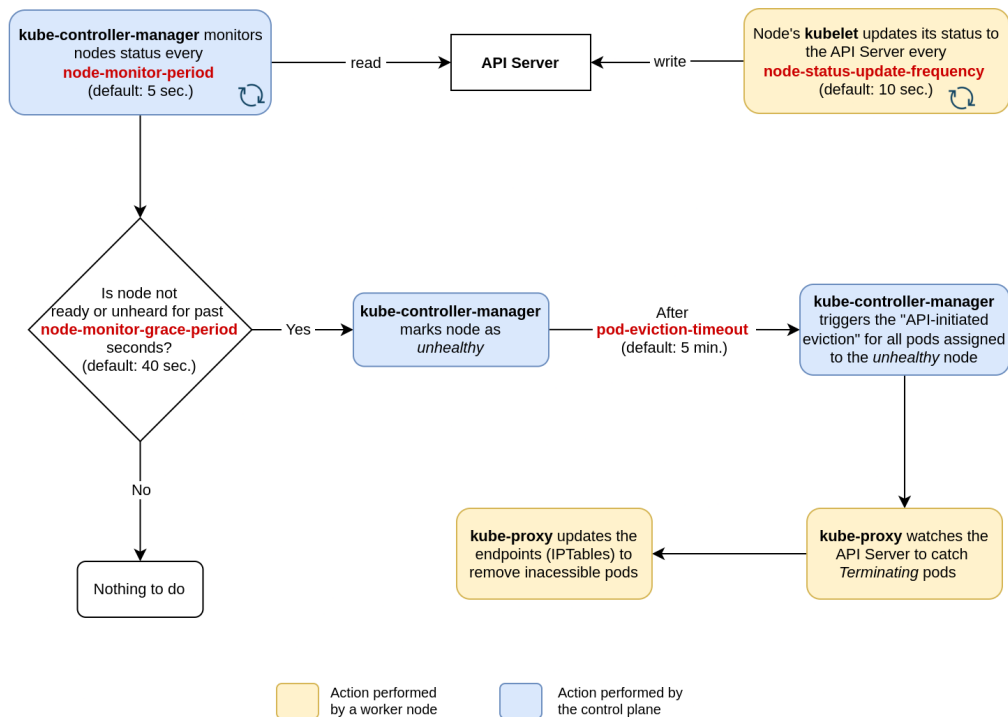 kube-controller-manager monitors
nodes status every
node-monitor-period
(default: 5 sec.)
read
API Server
write
Node's kubelet updates its status to
the API Server every
node-status-update-frequency
(default: 10 sec.)
Is node not
ready or unheard for past
node-monitor-grace-period
seconds?
(default: 40 sec.)
Yes
kube-controller-manager
marks node as
unhealthy
After
pod-eviction-timeout
(default: 5 min.)
kube-controller-manager
triggers the "API-initiated
eviction" for all pods assigned
to the unhealthy node
No
Nothing to do
kube-proxy updates the
endpoints (IPTables) to
remove inacessible pods
kube-proxy watches the
API Server to catch
Terminating pods
Action performed
by a worker node
Action performed by
the control plane